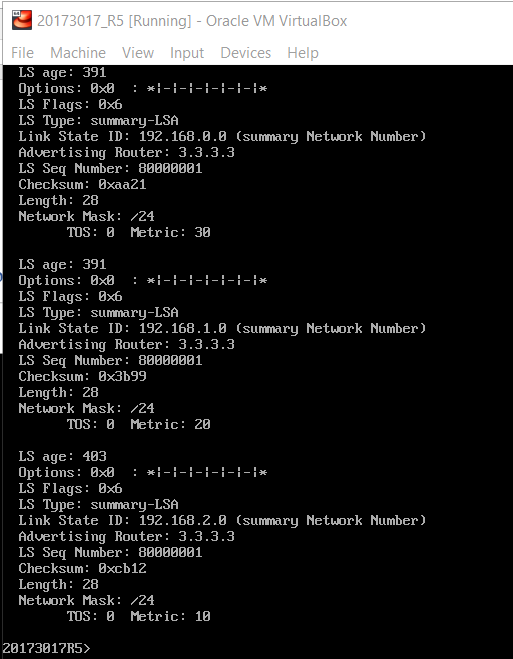 20173017_R5 [Running] - Oracle VM VirtualBox
File Machine View Input Devices Help
LS age: 391
Options: 0x0  : *|-|-|-|-|-|-|*
LS Flags: 0x6
LS Type: summary-LSA
Link State ID: 192.168.0.0 (summary Network Number)
Advertising Router: 3.3.3.3
LS Seq Number: 80000001
Checksum: 0xaa21
Length: 28
Network Mask: /24
TOS: 0  Metric: 30
LS age: 391
Options: 0x0  : *|-|-|-|-|-|-|*
LS Flags: 0x6
LS Type: summary-LSA
Link State ID: 192.168.1.0 (summary Network Number)
Advertising Router: 3.3.3.3
LS Seq Number: 80000001
Checksum: 0x3b99
Length: 28
Network Mask: /24
TOS: 0  Metric: 20
LS age: 403
Options: 0x0  : *|-|-|-|-|-|-|*
LS Flags: 0x6
LS Type: summary-LSA
Link State ID: 192.168.2.0 (summary Network Number)
Advertising Router: 3.3.3.3
LS Seq Number: 80000001
Checksum: 0xcb12
Length: 28
Network Mask: /24
TOS: 0  Metric: 10
20173017R5>